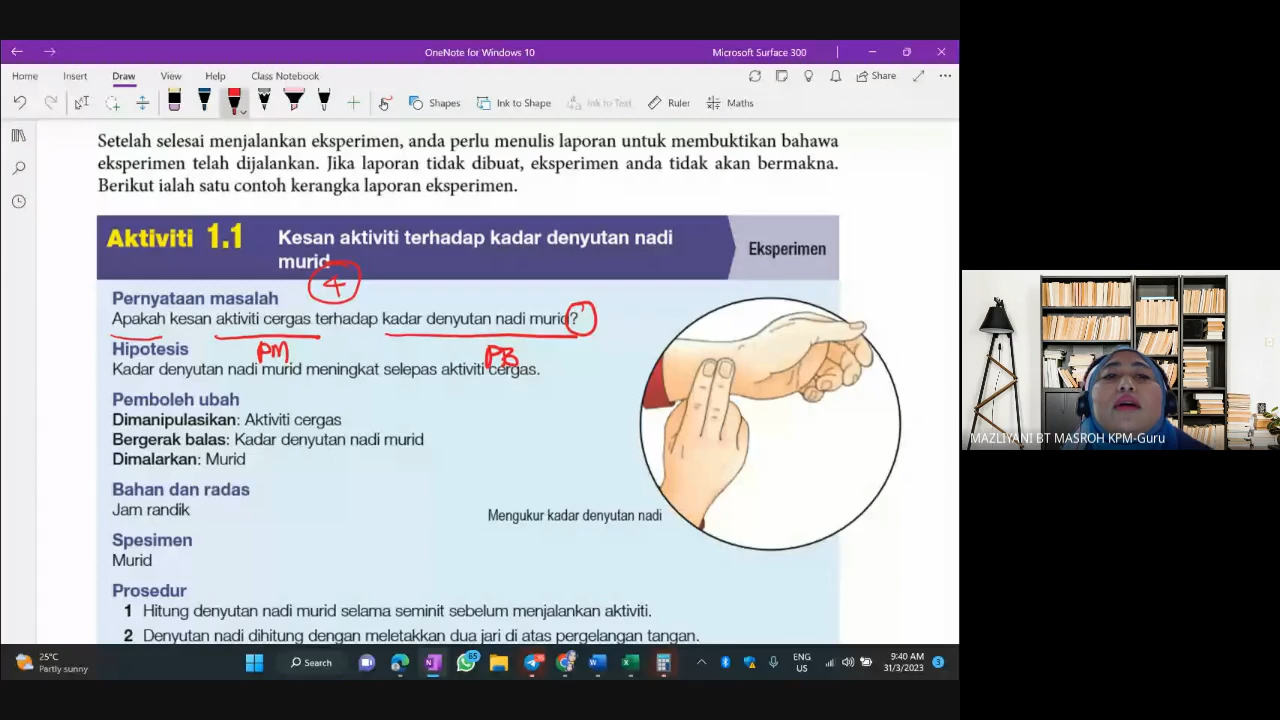 OneNote for Windows 10
Microsoft Surface 300
Home Insert Draw View Help Class Notebook
Share
Shapes Ink to Shape Ink to Text Ruler Maths
Setelah selesai menjalankan eksperimen, anda perlu menulis laporan untuk membuktikan bahawa
eksperimen telah dijalankan. Jika laporan tidak dibuat, eksperimen anda tidak akan bermakna.
Berikut ialah satu contoh kerangka laporan eksperimen.
Aktiviti 1.1
Kesan aktiviti terhadap kadar denyutan nadi
murid
Eksperimen
4
Pernyataan masalah
Apakah kesan aktiviti cergas terhadap kadar denyutan nadi murid?
PM
PB
Hipotesis
Kadar denyutan nadi murid meningkat selepas aktiviti cergas.
Pemboleh ubah
Dimanipulasikan: Aktiviti cergas
Bergerak balas: Kadar denyutan nadi murid
Dimalarkan: Murid
Bahan dan radas
Jam randik
Mengukur kadar denyutan nadi
Spesimen
Murid
Prosedur
1 Hitung denyutan nadi murid selama seminit sebelum menjalankan aktiviti.
2 Denyutan nadi dihitung dengan meletakkan dua jari di atas pergelangan tangan.
MAZLIYANI BT MASROH KPM-Guru
25°C
Partly sunny
Search
65
ENG
US
9:40 AM
31/3/2023
3